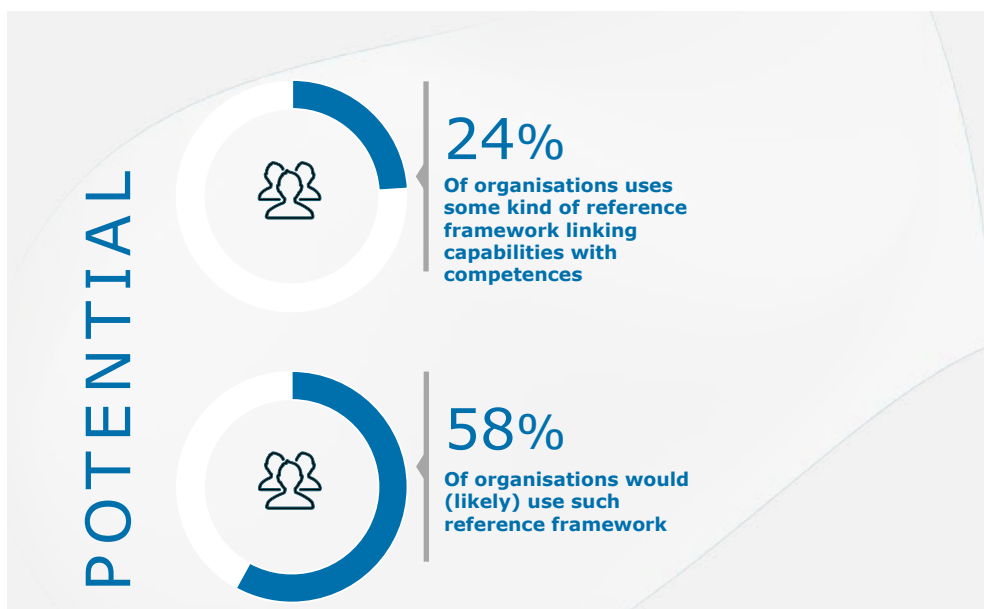 POTENTIAL
24%
Of organisations uses
some kind of reference
framework linking
capabilities with
competences
58%
Of organisations would
(likely) use such
reference framework